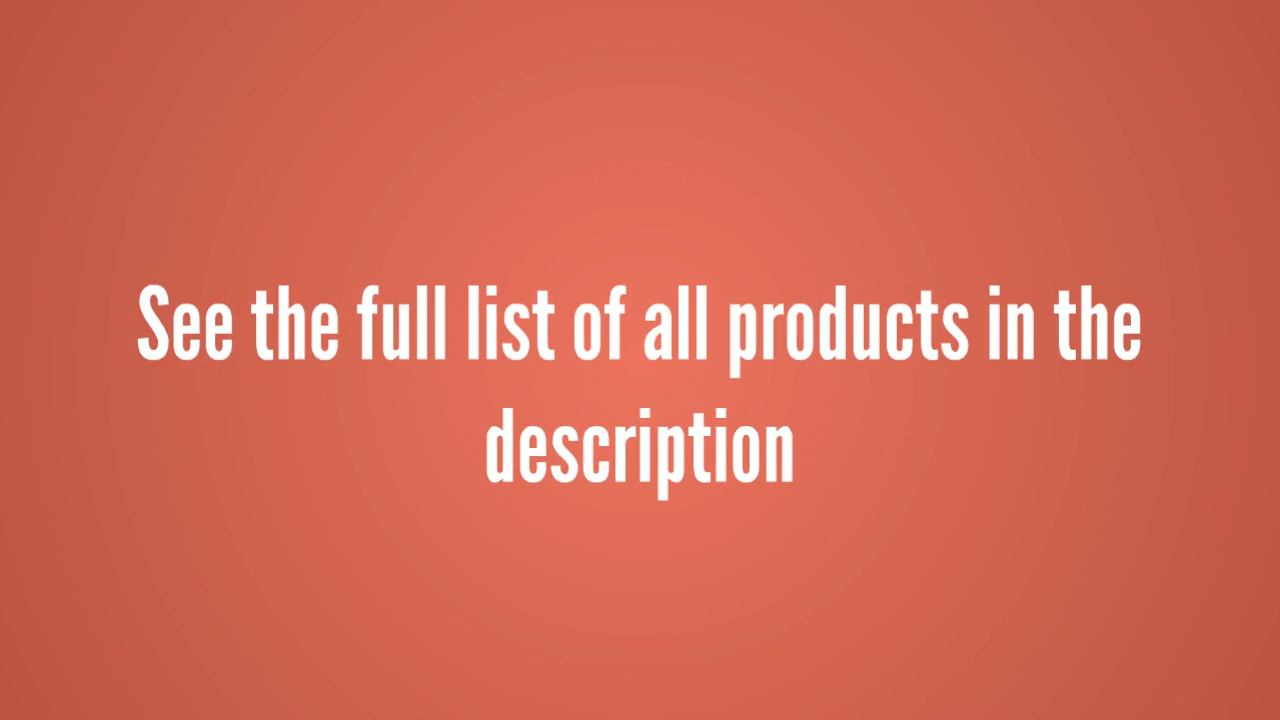 See the full list of all products in the
description